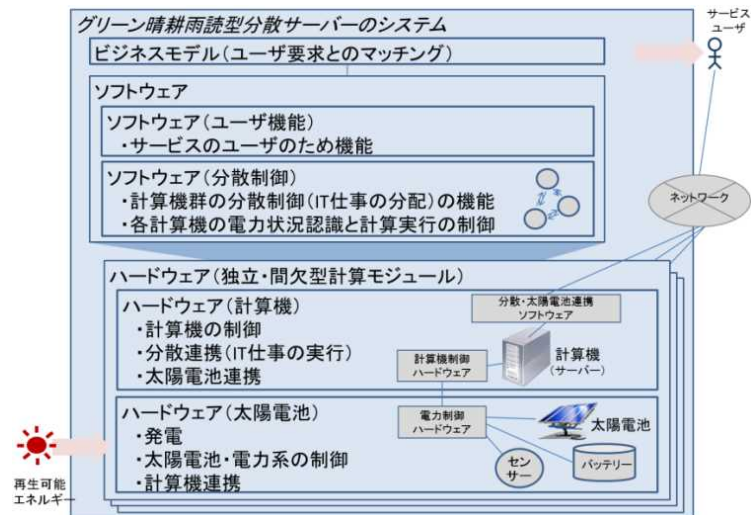 グリーン晴耕雨読型分散サーバーのシステム
ビジネスモデル(ユーザ要求とのマッチング)
サービス
ユーザ
ソフトウェア
ソフトウェア(ユーザ機能)
・サービスのユーザのため機能
ソフトウェア(分散制御)
・計算機群の分散制御(IT仕事の分配)の機能
・各計算機の電力状況認識と計算実行の制御
ネットワーク
ハードウェア(独立・間欠型計算モジュール)
ハードウェア(計算機)
・計算機の制御
・分散連携(IT仕事の実行)
・太陽電池連携
分散・太陽電池連携
ソフトウェア
計算機制御
ハードウェア
計算機
(サーバー)
ハードウェア(太陽電池)
・発電
・太陽電池・電力系の制御
・計算機連携
電力制御
ハードウェア
太陽電池
セン
サー
バッテリー
再生可能
エネルギー